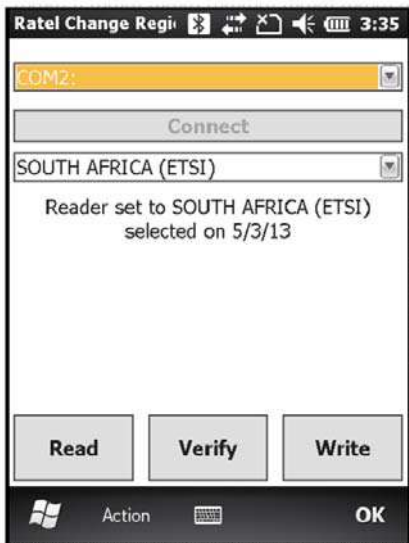 Ratel Change Regi 3:35
COM2:
Connect
SOUTH AFRICA (ETSI)
Reader set to SOUTH AFRICA (ETSI)
selected on 5/3/13
Read Verify Write
Action OK